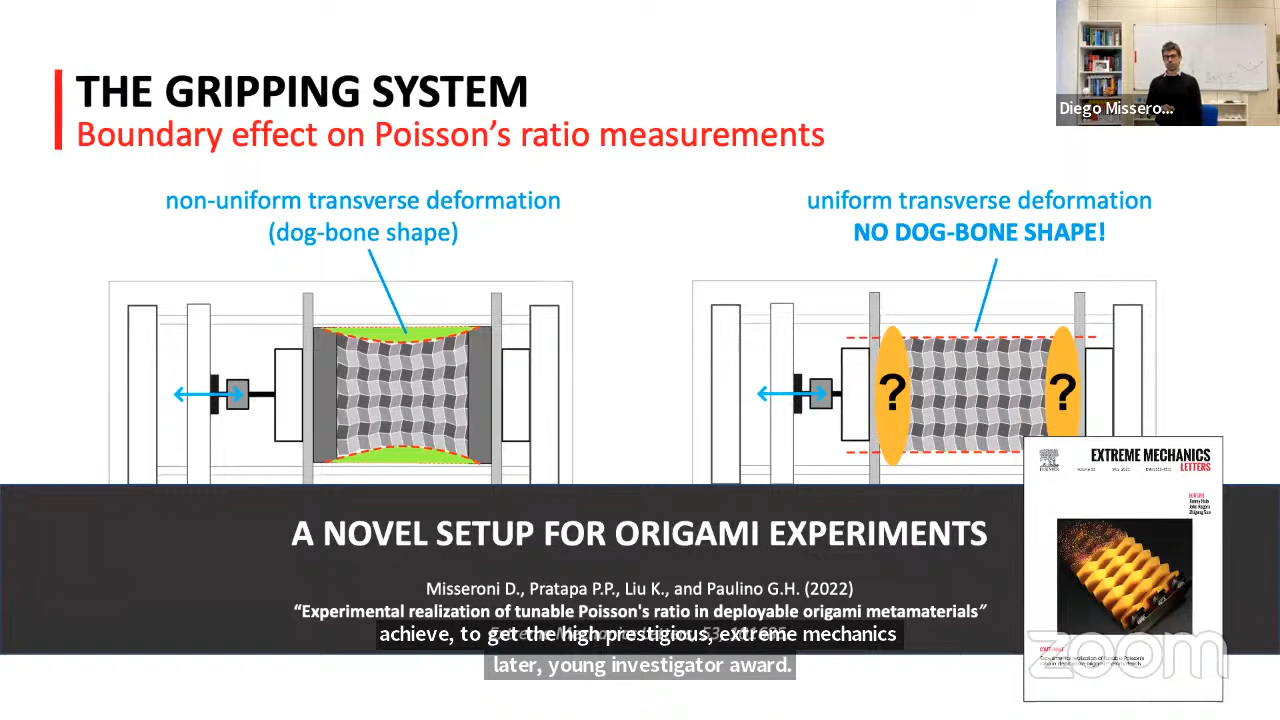 THE GRIPPING SYSTEM
Boundary effect on Poisson's ratio measurements
Diego Missero...
non-uniform transverse deformation
(dog-bone shape)
uniform transverse deformation
NO DOG-BONE SHAPE!
? ?
EXTREME MECHANICS
LETTERS
A NOVEL SETUP FOR ORIGAMI EXPERIMENTS
Misseroni D., Pratapa P.P., Liu K., and Paulino G.H. (2022)
“Experimental realization of tunable Poisson's ratio in deployable origami metamaterials”
achieve, to get the high prestigious, extreme mechanics
later, young investigator award.
zoom